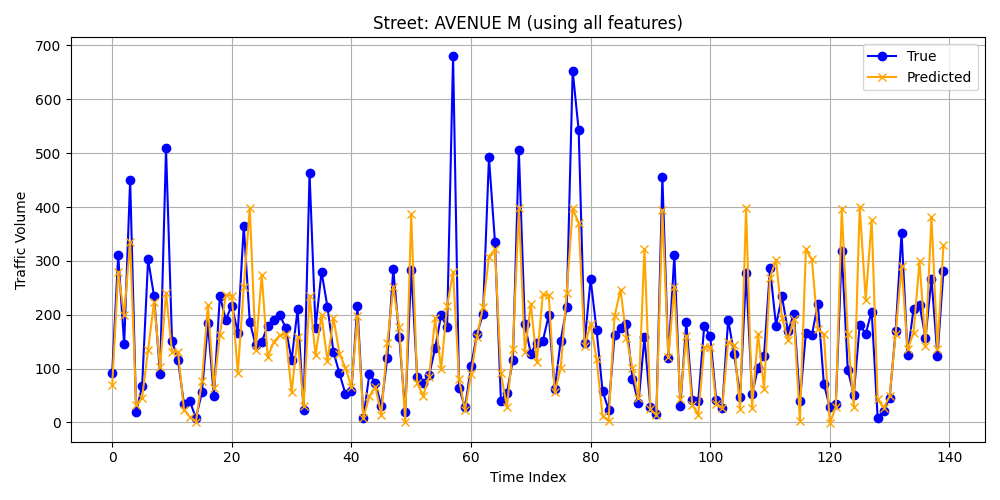 Street: AVENUE M (using all features)
True
Predicted
Traffic Volume
700
600
500
400
300
200
100
0
0 20 40 60 80 100 120 140
Time Index